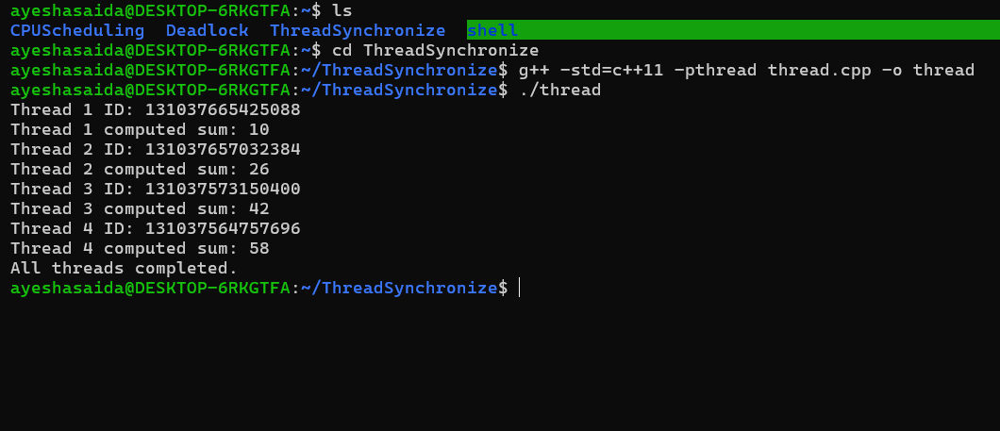 ayeshasaida@DESKTOP-6RKGTFA:~$ ls
CPUScheduling  Deadlock  ThreadSynchronize  shell
ayeshasaida@DESKTOP-6RKGTFA:~$ cd ThreadSynchronize
ayeshasaida@DESKTOP-6RKGTFA:~/ThreadSynchronize$ g++ -std=c++11 -pthread thread.cpp -o thread
ayeshasaida@DESKTOP-6RKGTFA:~/ThreadSynchronize$ ./thread
Thread 1 ID: 131037665425088
Thread 1 computed sum: 10
Thread 2 ID: 131037657032384
Thread 2 computed sum: 26
Thread 3 ID: 131037573150400
Thread 3 computed sum: 42
Thread 4 ID: 131037564757696
Thread 4 computed sum: 58
All threads completed.
ayeshasaida@DESKTOP-6RKGTFA:~/ThreadSynchronize$